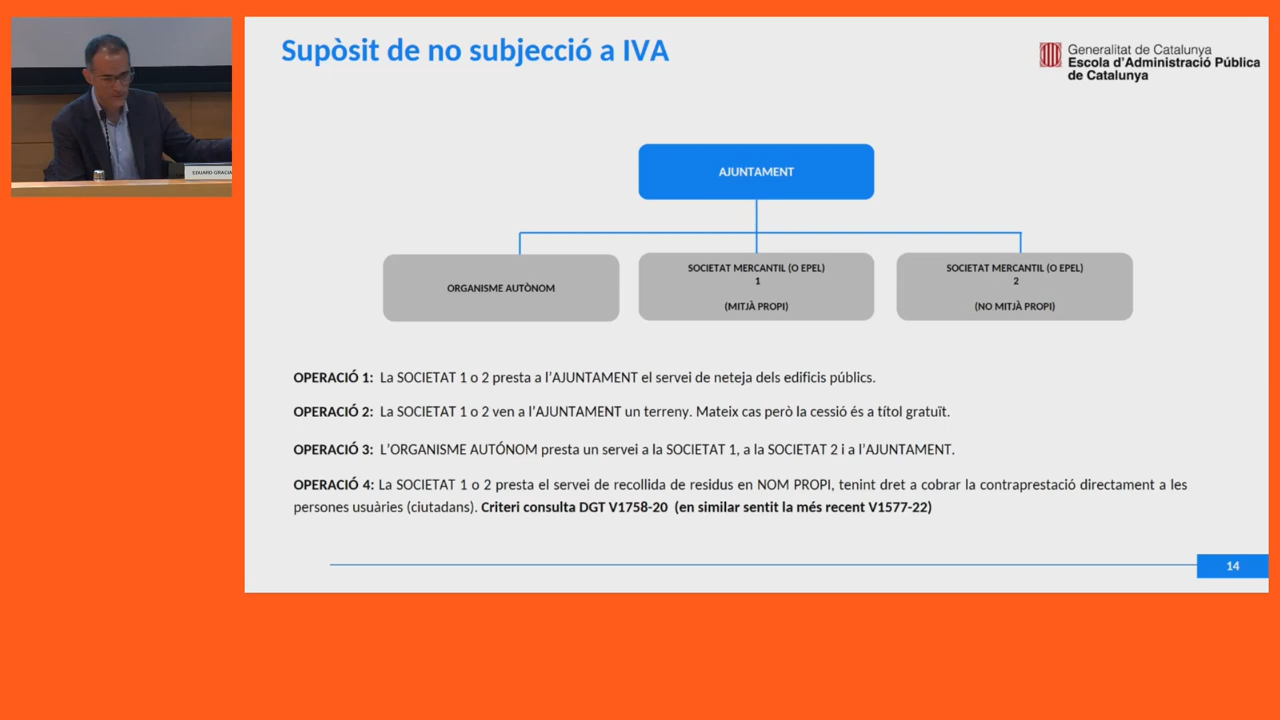 Supòsit de no subjecció a IVA
Generalitat de Catalunya
Escola d'Administració Pública
de Catalunya
EDUARD GRACIA
AJUNTAMENT
ORGANISME AUTÒNOM
SOCIETAT MERCANTIL (O EPEL)
1
(MITJÀ PROPI)
SOCIETAT MERCANTIL (O EPEL)
2
(NO MITJÀ PROPI)
OPERACIÓ 1: La SOCIETAT 1 o 2 presta a l'AJUNTAMENT el servei de neteja dels edificis públics.
OPERACIÓ 2: La SOCIETAT 1 o 2 ven a l'AJUNTAMENT un terreny. Mateix cas però la cessió és a títol gratuït.
OPERACIÓ 3: L'ORGANISME AUTÓNOM presta un servei a la SOCIETAT 1, a la SOCIETAT 2 i a l'AJUNTAMENT.
OPERACIÓ 4: La SOCIETAT 1 o 2 presta el servei de recollida de residus en NOM PROPI, tenint dret a cobrar la contraprestació directament a les
persones usuàries (ciutadans). Criteri consulta DGT V1758-20 (en similar sentit la més recent V1577-22)
14